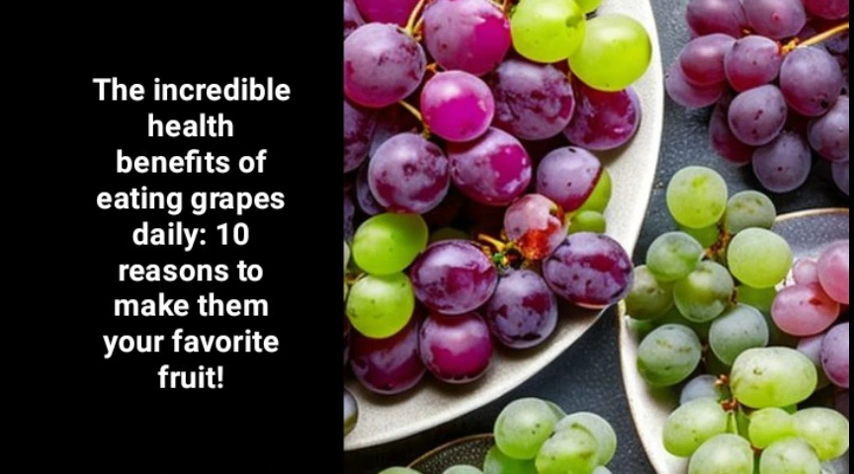 The incredible
health
benefits of
eating grapes
daily: 10
reasons to
make them
your favorite
fruit!